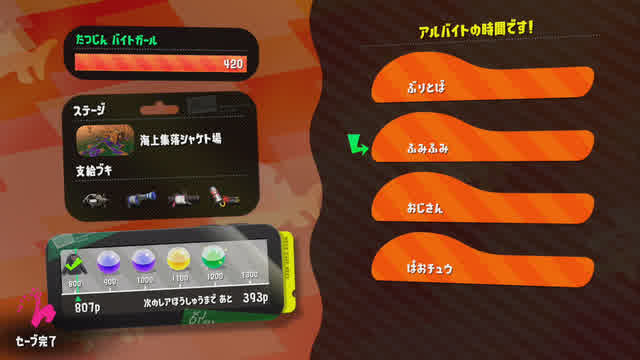 たつじん バイトガール
420
ステージ
海上集落シャケト場
支給ブキ
800 900 1000 1100 1200 1300
807p 次のレアほうしゅうまで あと 393p
セーブ完了
アルバイトの時間です!
ぶりとば
ふみふみ
おじさん
ぱおチュウ